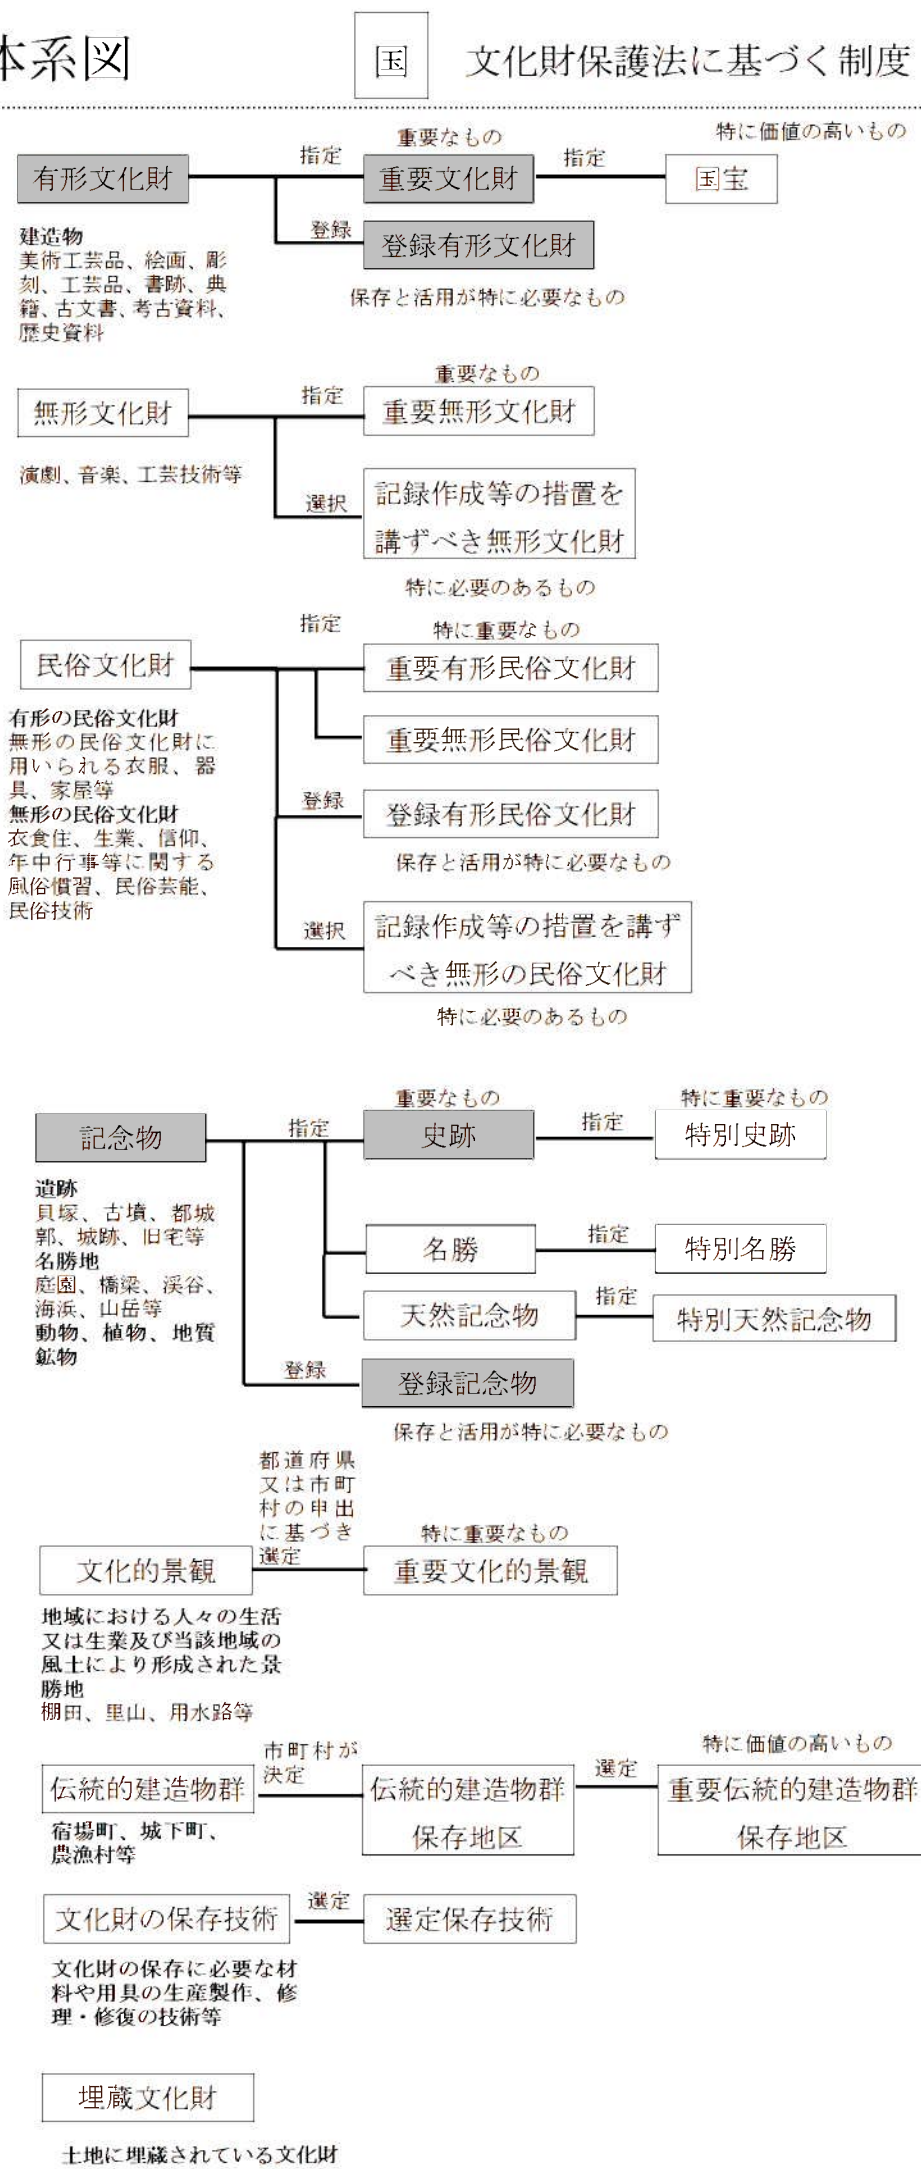 体系図
国
文化財保護法に基づく制度
重要なもの
特に価値の高いもの
有形文化財
指定
重要文化財
指定
国宝
登録
登録有形文化財
保存と活用が特に必要なもの
建造物
美術工芸品、絵画、彫
刻、工芸品、書跡、典
籍、古文書、考古資料、
歴史資料
重要なもの
無形文化財
指定
重要無形文化財
演劇、音楽、工芸技術等
選択
記録作成等の措置を
講ずべき無形文化財
特に必要のあるもの
指定
特に重要なもの
民俗文化財
重要有形民俗文化財
重要無形民俗文化財
有形の民俗文化財
無形の民俗文化財に
用いられる衣服、器
具、家屋等
無形の民俗文化財
衣食住、生業、信仰、
年中行事等に関する
風俗慣習、民俗芸能、
民俗技術
登録
登録有形民俗文化財
保存と活用が特に必要なもの
選択
記録作成等の措置を講ず
べき無形の民俗文化財
特に必要のあるもの
重要なもの
特に重要なもの
記念物
指定
史跡
指定
特別史跡
遺跡
貝塚、古墳、都城
郭、城跡、旧宅等
名勝地
庭園、橋梁、渓谷、
海浜、山岳等
動物、植物、地質
鉱物
名勝
指定
特別名勝
天然記念物
指定
特別天然記念物
登録
登録記念物
保存と活用が特に必要なもの
都道府県
又は市町
村の申出
に基づき
選定
特に重要なもの
文化的景観
重要文化的景観
地域における人々の生活
又は生業及び当該地域の
風土により形成された景
勝地
棚田、里山、用水路等
市町村が
決定
特に価値の高いもの
伝統的建造物群
伝統的建造物群
保存地区
選定
重要伝統的建造物群
保存地区
宿場町、城下町、
農漁村等
文化財の保存技術
選定
選定保存技術
文化財の保存に必要な材
料や用具の生産製作、修
理・修復の技術等
埋蔵文化財
土地に埋蔵されている文化財